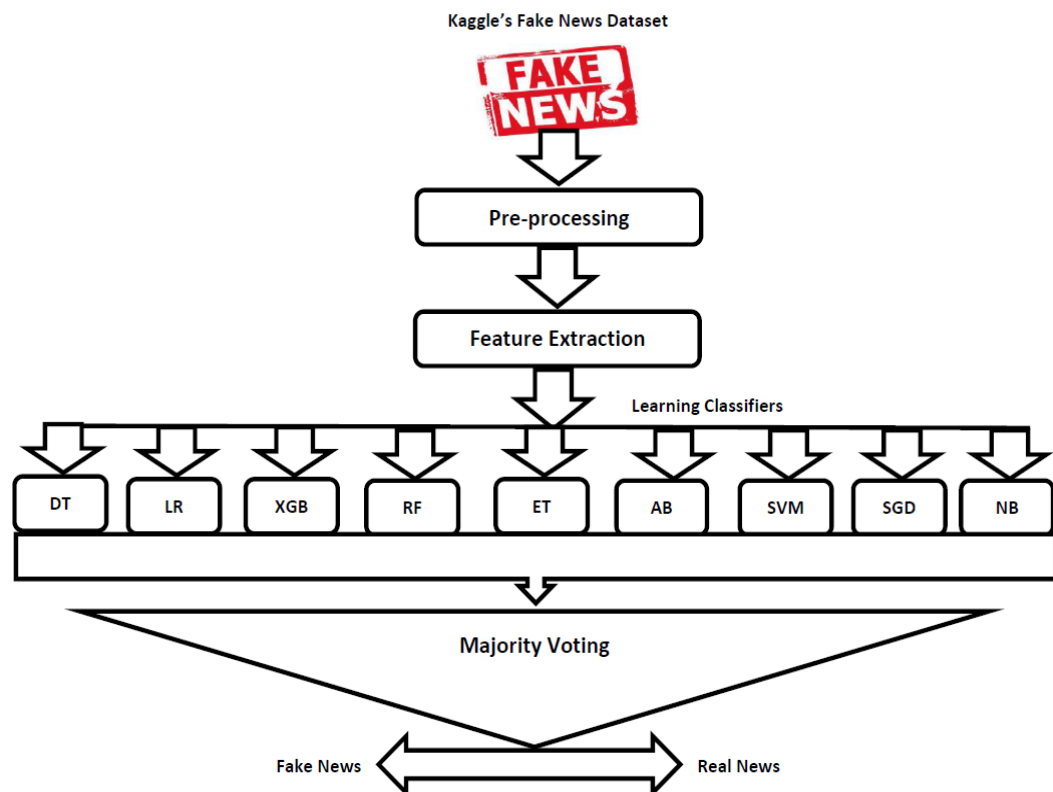 Kaggle’s Fake News Dataset
FAKE
NEWS
Pre-processing
Feature Extraction
Learning Classifiers
DT LR XGB RF ET AB SVM SGD NB
Majority Voting
Fake News Real News